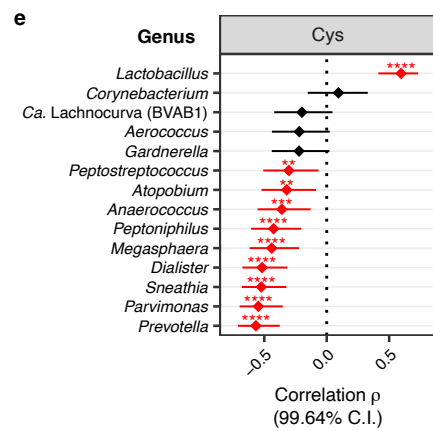 e
Genus
Cys
Lactobacillus
****
Corynebacterium
Ca. Lachnocurva (BVAB1)
Aerococcus
Gardnerella
Peptostreptococcus
**
Atopobium
**
Anaerococcus
***
Peptoniphilus
****
Megasphaera
****
Dialister
****
Sneathia
****
Parvimonas
****
Prevotella
****
−0.5
0.0
0.5
Correlation ρ
(99.64% C.I.)